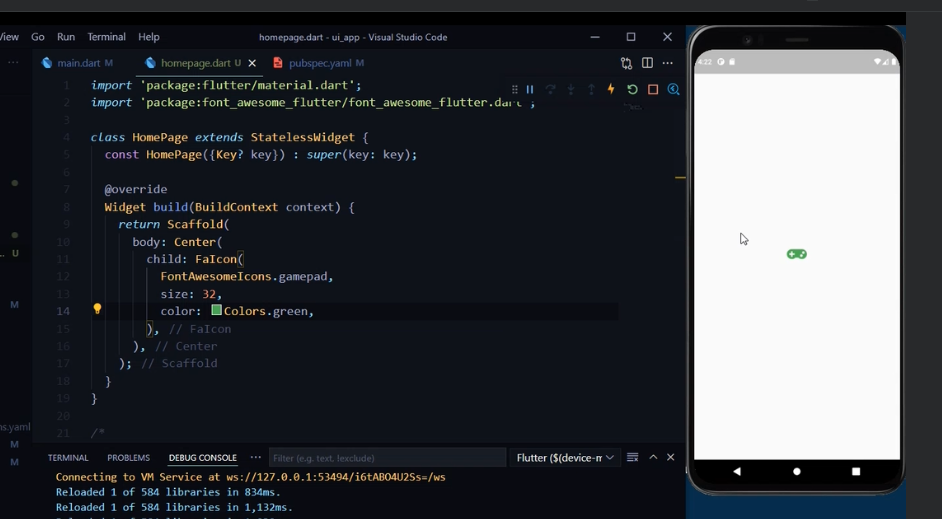 View Go Run Terminal Help
homepage.dart - ui_app - Visual Studio Code
main.dart M
homepage.dart U
pubspec.yaml M
1 import 'package:flutter/material.dart';
2 import 'package:font_awesome_flutter/font_awesome_flutter.dart';
3
4 class HomePage extends StatelessWidget {
5 const HomePage({Key? key}) : super(key: key);
6
7 @override
8 Widget build(BuildContext context) {
9 return Scaffold(
10 body: Center(
11 child: FaIcon(
12 FontAwesomeIcons.gamepad,
13 size: 32,
14 color: Colors.green,
15 ), // FaIcon
16 ), // Center
17 ); // Scaffold
18 }
19 }
20
21 /*
U
M
ns.yaml
M
M
TERMINAL PROBLEMS DEBUG CONSOLE ··· Filter (e.g. text, !exclude) Flutter ($(device-m
Connecting to VM Service at ws://127.0.0.1:53494/i6tABO4U2Ss=/ws
Reloaded 1 of 584 libraries in 834ms.
Reloaded 1 of 584 libraries in 1,132ms.
4:22 G